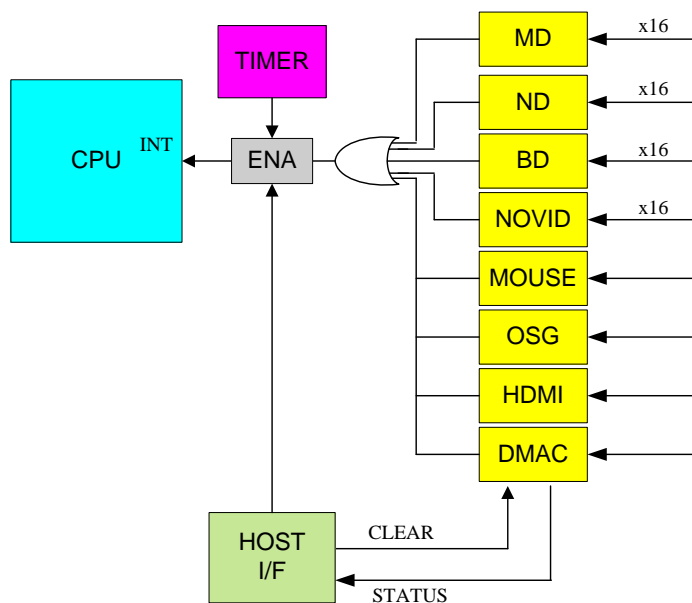 MD
x16
TIMER
ND
x16
CPU
INT
ENA
BD
x16
NOVID
x16
MOUSE
OSG
HDMI
DMAC
HOST
I/F
CLEAR
STATUS